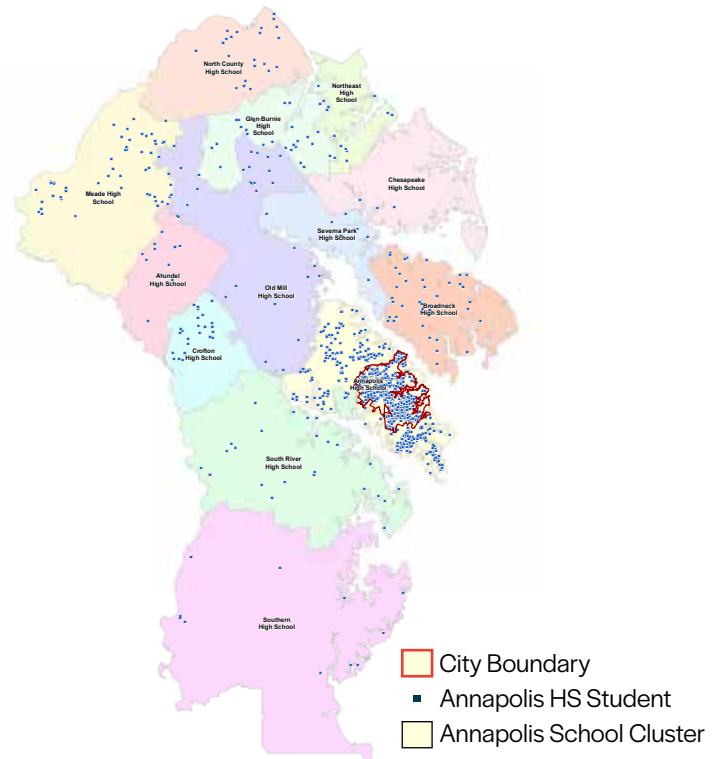 North County
High School
Northeast
High
School
Glen Burnie
High
School
Chesapeake
High School
Meade High
School
Severna Park
High School
Arundel
High School
Old Mill
High School
Broadneck
High School
Crofton
High School
Annapolis
High School
South River
High School
Southern
High School
City Boundary
Annapolis HS Student
Annapolis School Cluster